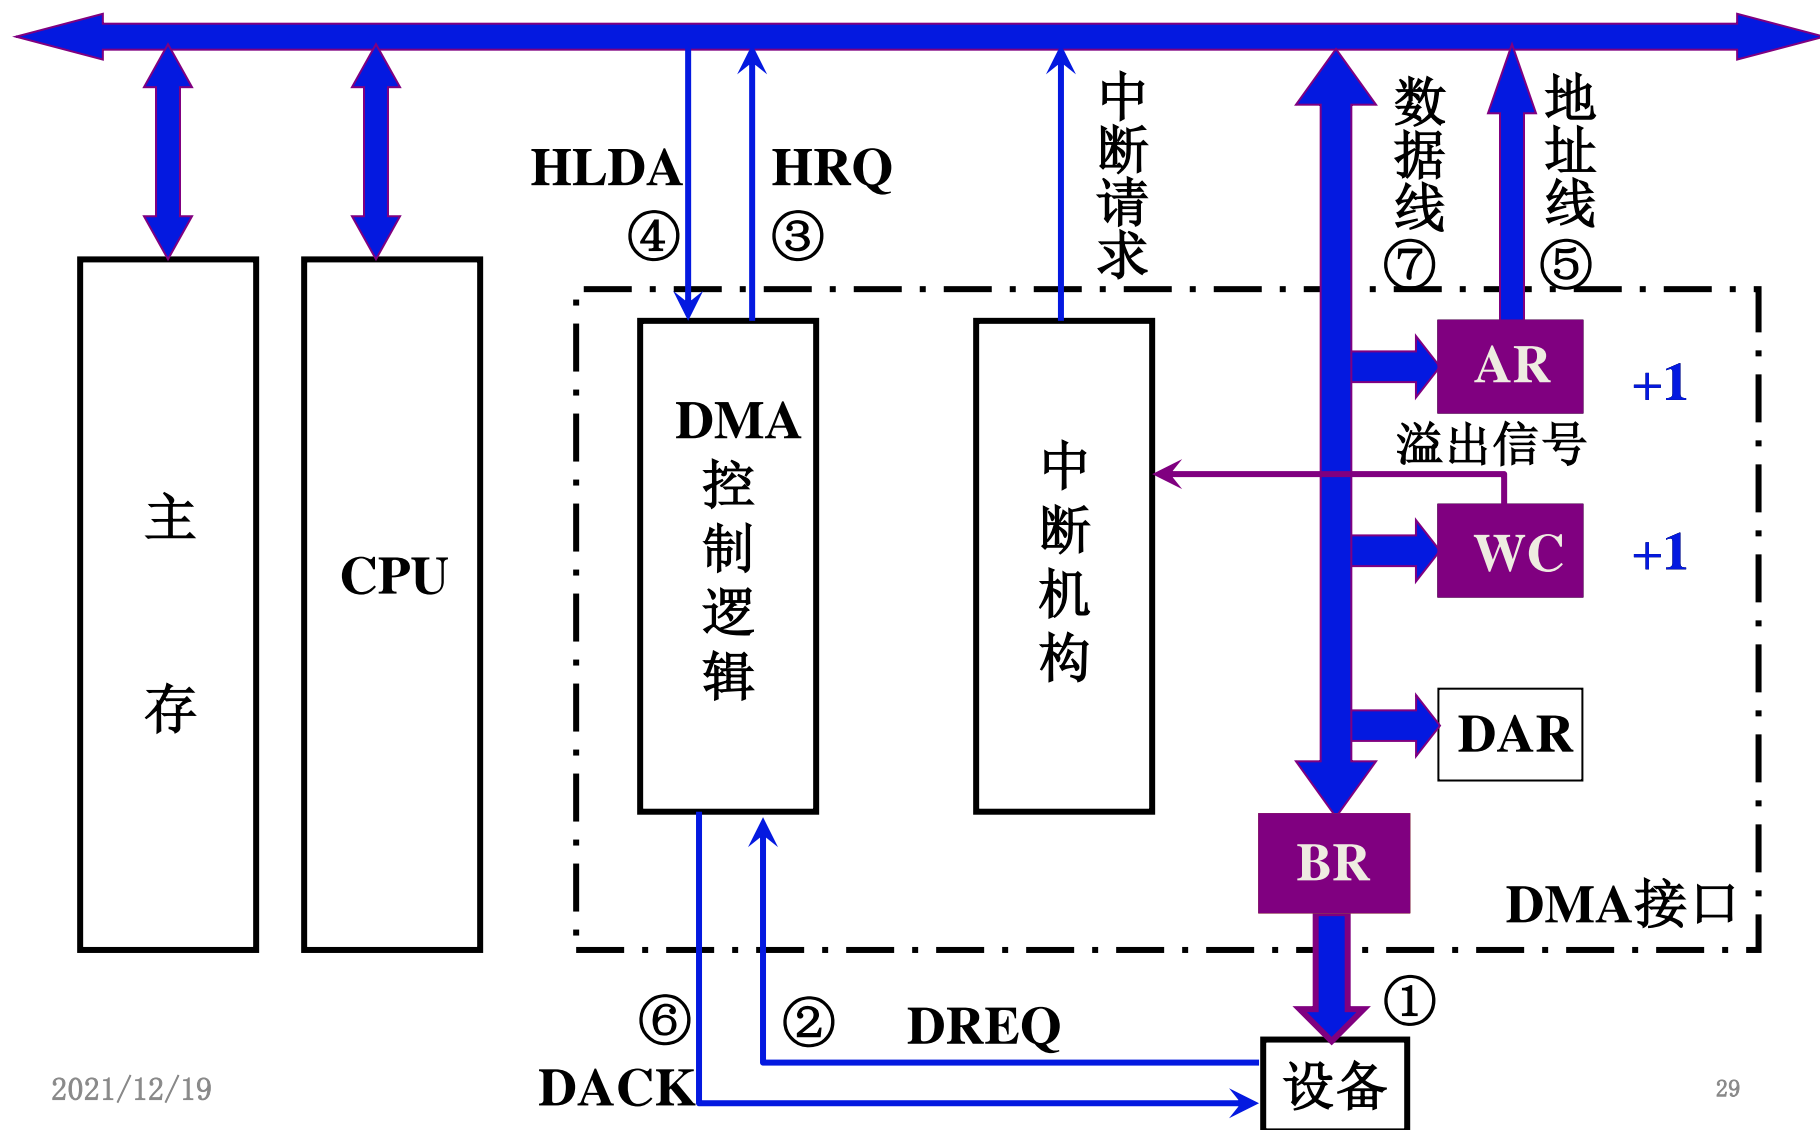 HLDA
④
HRQ
③
中断请求
数据线
⑦
地址线
⑤
主存
CPU
DMA
控制逻辑
中断机构
AR
+1
溢出信号
WC
+1
DAR
BR
DMA接口
⑥
②
DREQ
①
DACK
设备
2021/12/19
29